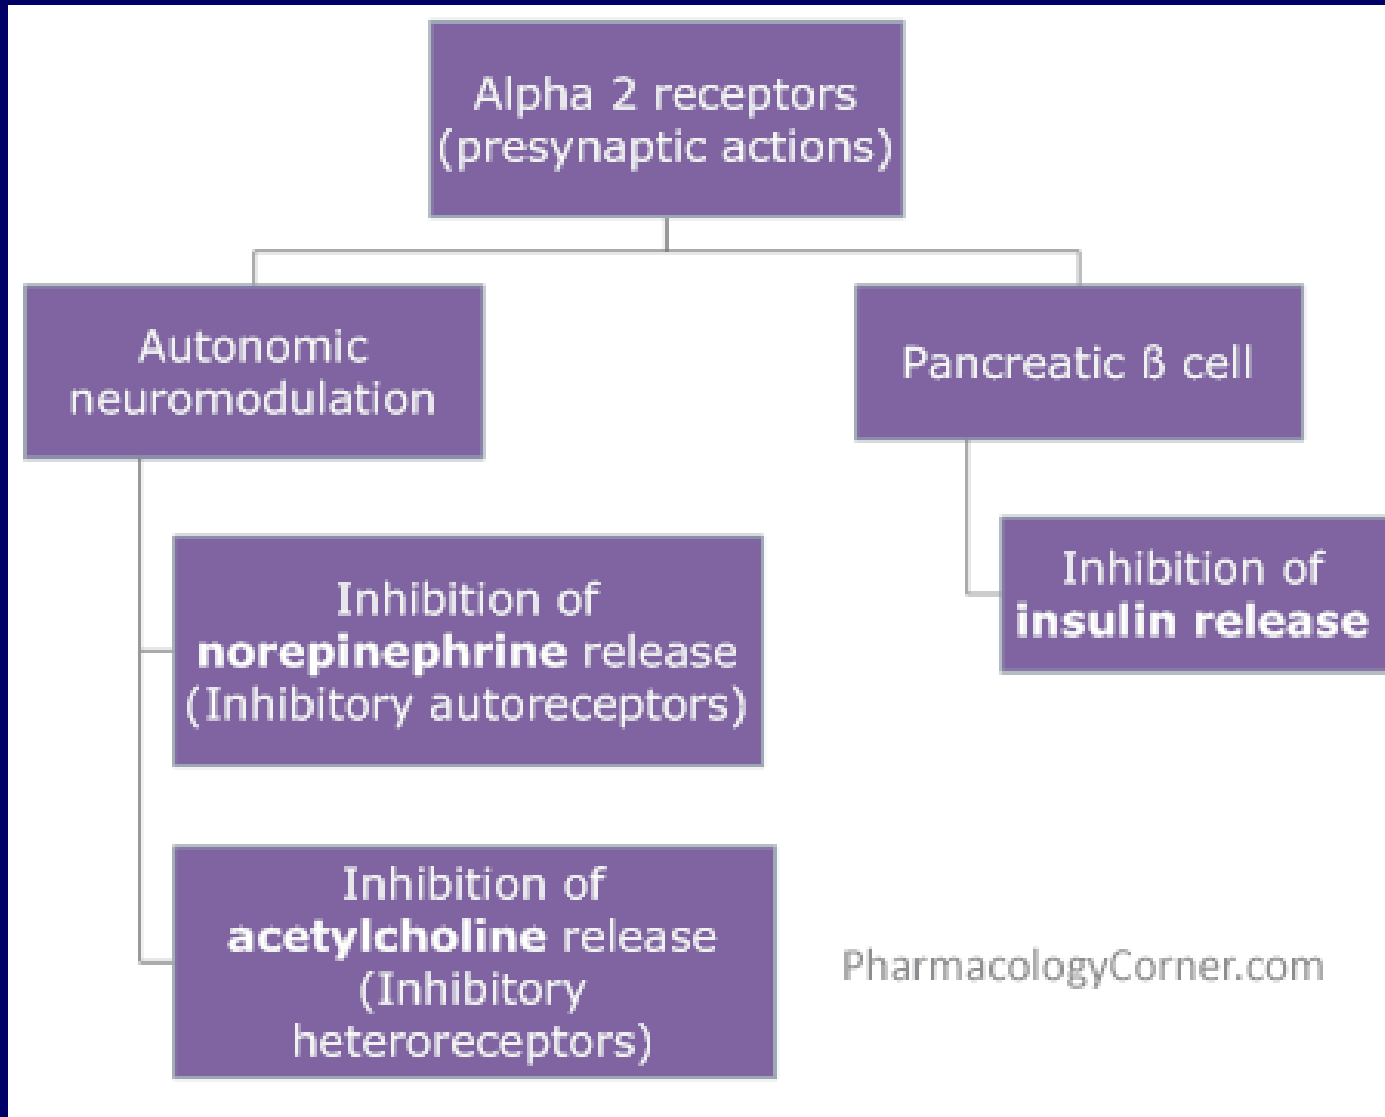 Alpha 2 receptors
(presynaptic actions)
Autonomic
neuromodulation
Pancreatic ß cell
Inhibition of
norepinephrine release
(Inhibitory autoreceptors)
Inhibition of
insulin release
Inhibition of
acetylcholine release
(Inhibitory
heteroreceptors)
PharmacologyCorner.com